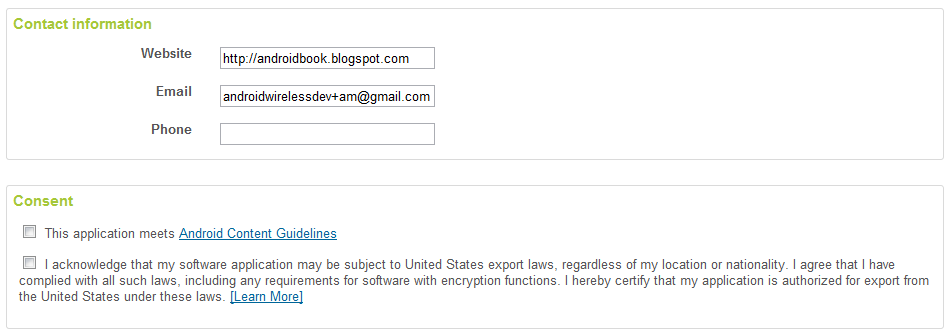 Contact information
Website http://androidbook.blogspot.com
Email androidwirelessdev+am@gmail.com
Phone
Consent
This application meets Android Content Guidelines
I acknowledge that my software application may be subject to United States export laws, regardless of my location or nationality. I agree that I have
complied with all such laws, including any requirements for software with encryption functions. I hereby certify that my application is authorized for export from
the United States under these laws. [Learn More]